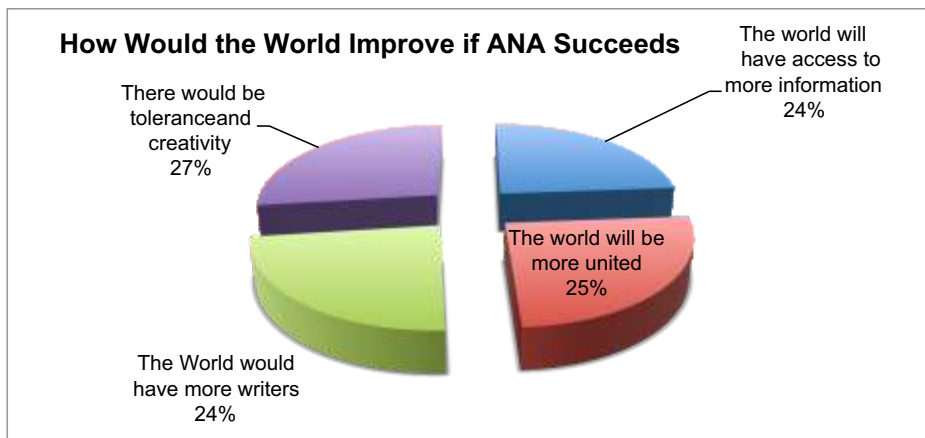 How Would the World Improve if ANA Succeeds
The world will
have access to
more information
24%
There would be
toleranceand
creativity
27%
The world will be
more united
25%
The World would
have more writers
24%